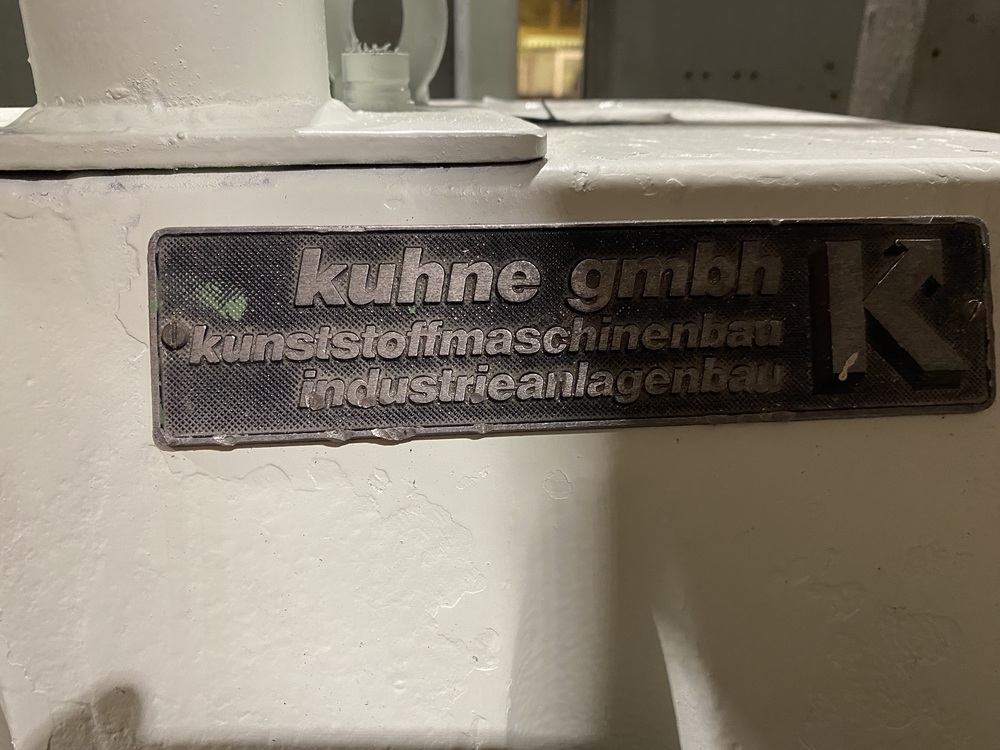 kuhne gmbh
kunststoffmaschinenbau
industrieanlagenbau
K